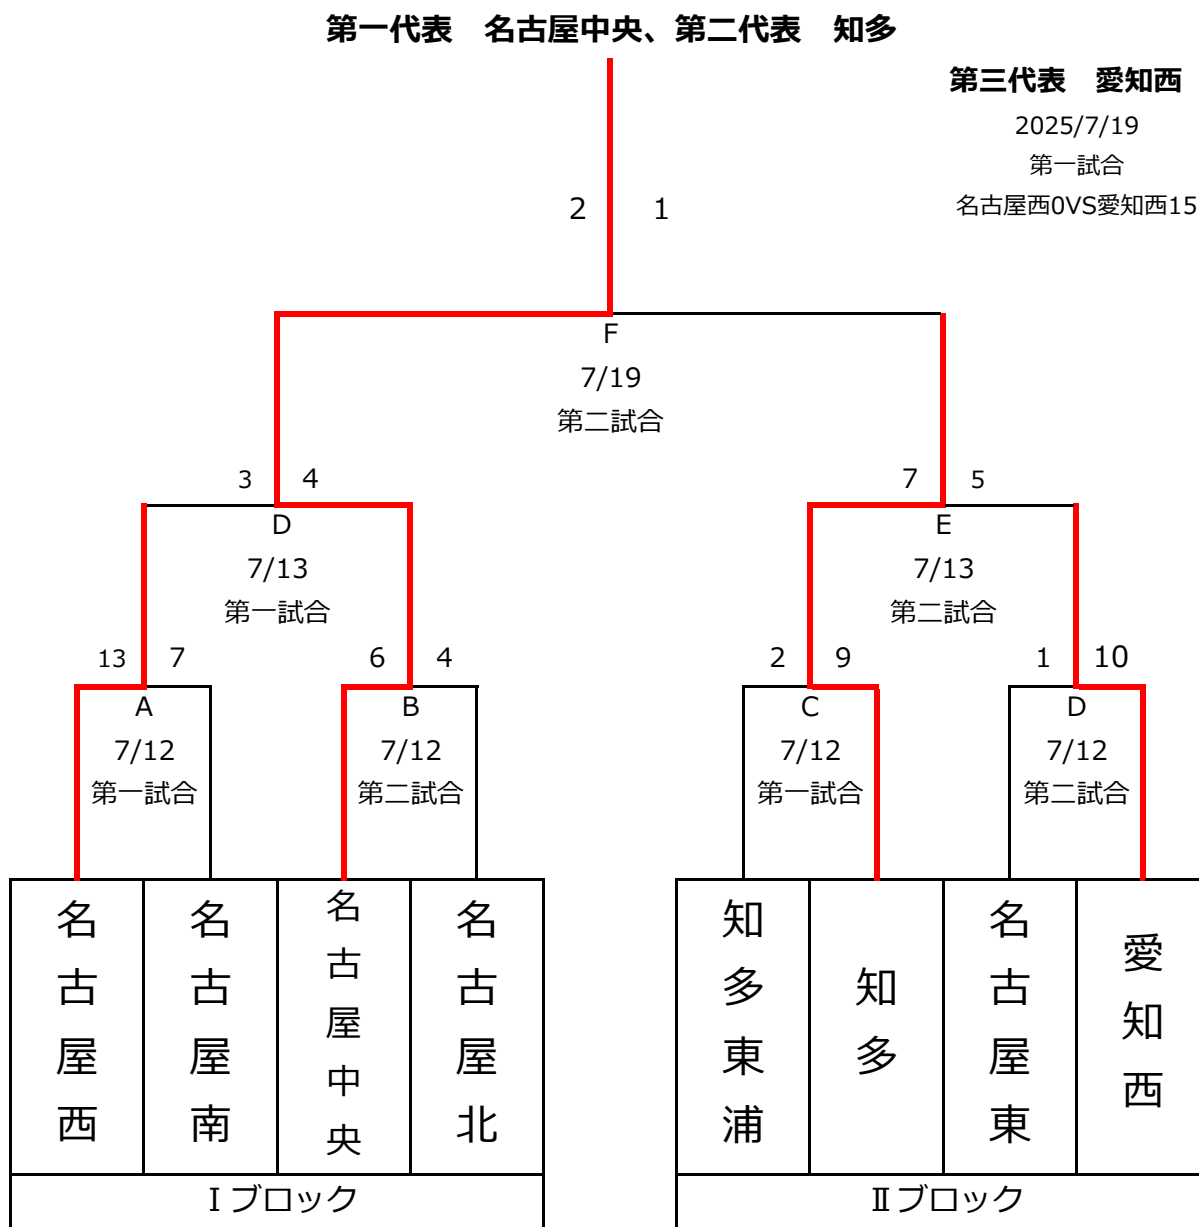 第一代表　名古屋中央、第二代表　知多
第三代表　愛知西
2025/7/19
第一試合
名古屋西0VS愛知西15
2 1
F
7/19
第二試合
3 4
D
7/13
第一試合
7 5
E
7/13
第二試合
13 7
A
7/12
第一試合
6 4
B
7/12
第二試合
2 9
C
7/12
第一試合
1 10
D
7/12
第二試合
名古屋西
名古屋南
名古屋中央
名古屋北
知多東浦
知多
名古屋東
愛知西
Ⅰブロック
Ⅱブロック